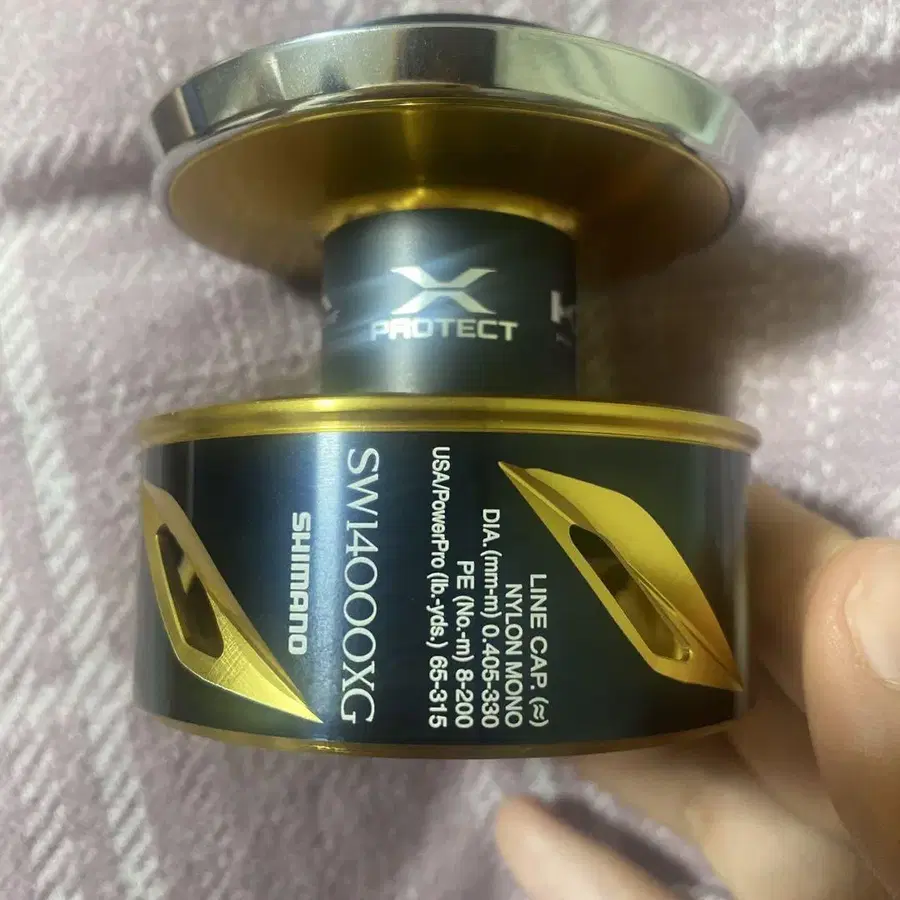 X
PROTECT
SW14000XG
SHIMANO
LINE CAP. (≈)
NYLON MONO
DIA. (mm-m) 0.405-330
PE (No.-m) 8-200
USA/PowerPro (lb.-yds.) 65-315